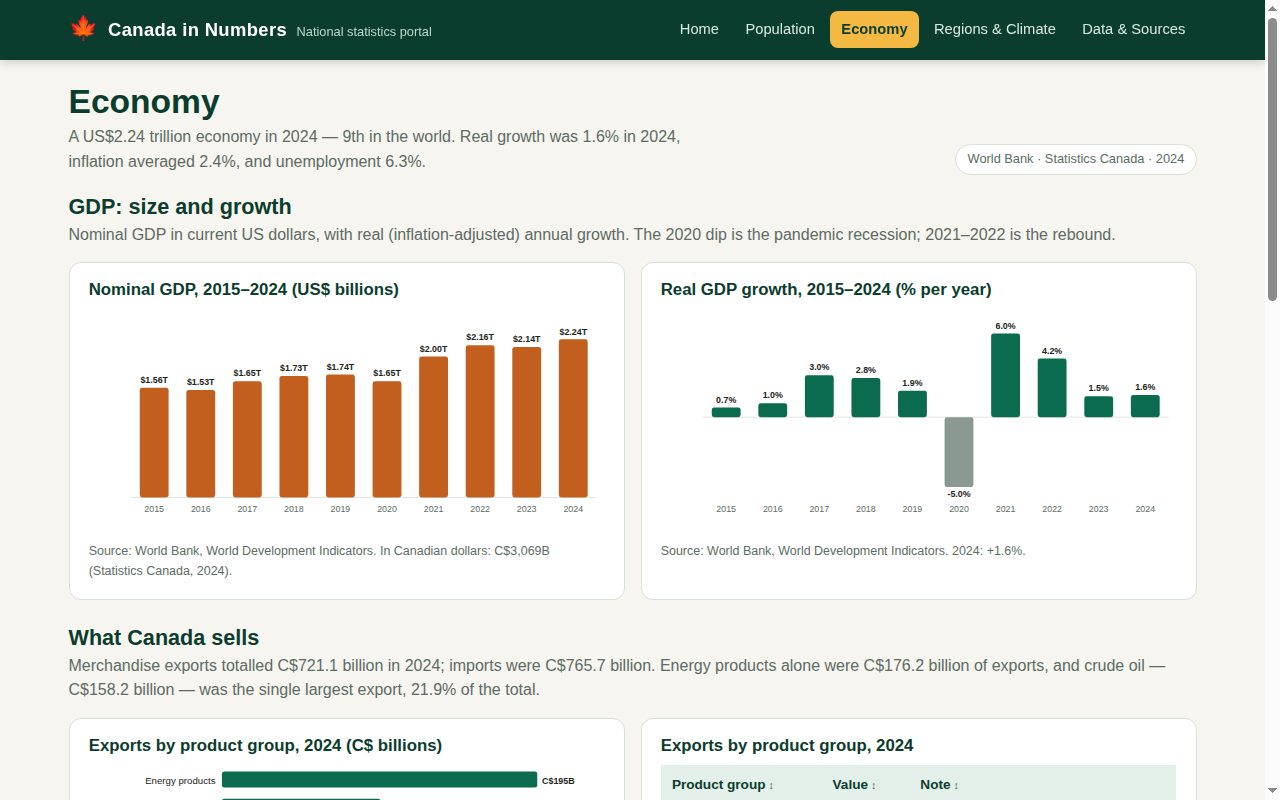 Canada in Numbers National statistics portal
Home Population Economy Regions & Climate Data & Sources
Economy
A US$2.24 trillion economy in 2024 — 9th in the world. Real growth was 1.6% in 2024,
inflation averaged 2.4%, and unemployment 6.3%.
World Bank · Statistics Canada · 2024
GDP: size and growth
Nominal GDP in current US dollars, with real (inflation-adjusted) annual growth. The 2020 dip is the pandemic recession; 2021–2022 is the rebound.
Nominal GDP, 2015–2024 (US$ billions)
$1.56T $1.53T $1.65T $1.73T $1.74T $1.65T $2.00T $2.16T $2.14T $2.24T
2015 2016 2017 2018 2019 2020 2021 2022 2023 2024
Source: World Bank, World Development Indicators. In Canadian dollars: C$3,069B
(Statistics Canada, 2024).
Real GDP growth, 2015–2024 (% per year)
0.7% 1.0% 3.0% 2.8% 1.9% -5.0% 6.0% 4.2% 1.5% 1.6%
2015 2016 2017 2018 2019 2020 2021 2022 2023 2024
Source: World Bank, World Development Indicators. 2024: +1.6%.
What Canada sells
Merchandise exports totalled C$721.1 billion in 2024; imports were C$765.7 billion. Energy products alone were C$176.2 billion of exports, and crude oil —
C$158.2 billion — was the single largest export, 21.9% of the total.
Exports by product group, 2024 (C$ billions)
Energy products C$195B
Exports by product group, 2024
Product group ↕ Value ↕ Note ↕